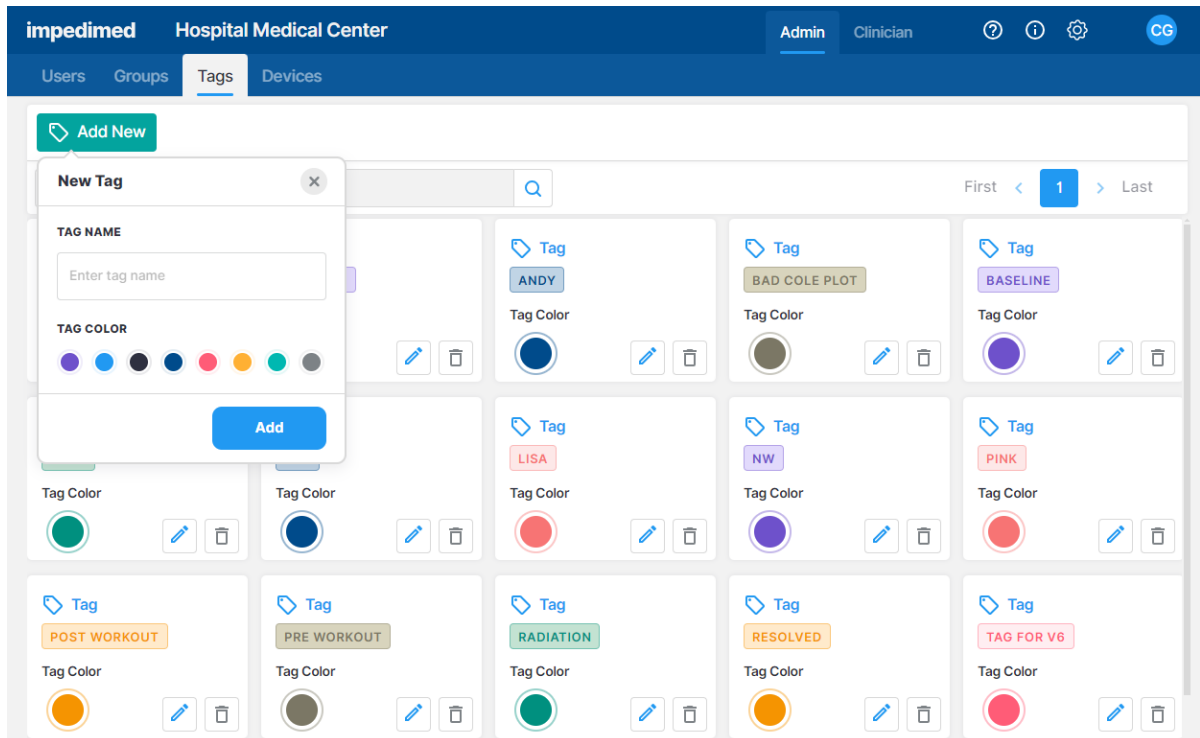 impedimed Hospital Medical Center Admin Clinician CG
Users Groups Tags Devices
Add New
New Tag
First 1 Last
TAG NAME
Enter tag name
TAG COLOR
Add
Tag Tag Tag
ANDY BAD COLE PLOT BASELINE
Tag Color Tag Color Tag Color
Tag Tag Tag
LISA NW PINK
Tag Color Tag Color Tag Color Tag Color Tag Color
Tag Tag Tag Tag Tag
POST WORKOUT PRE WORKOUT RADIATION RESOLVED TAG FOR V6
Tag Color Tag Color Tag Color Tag Color Tag Color